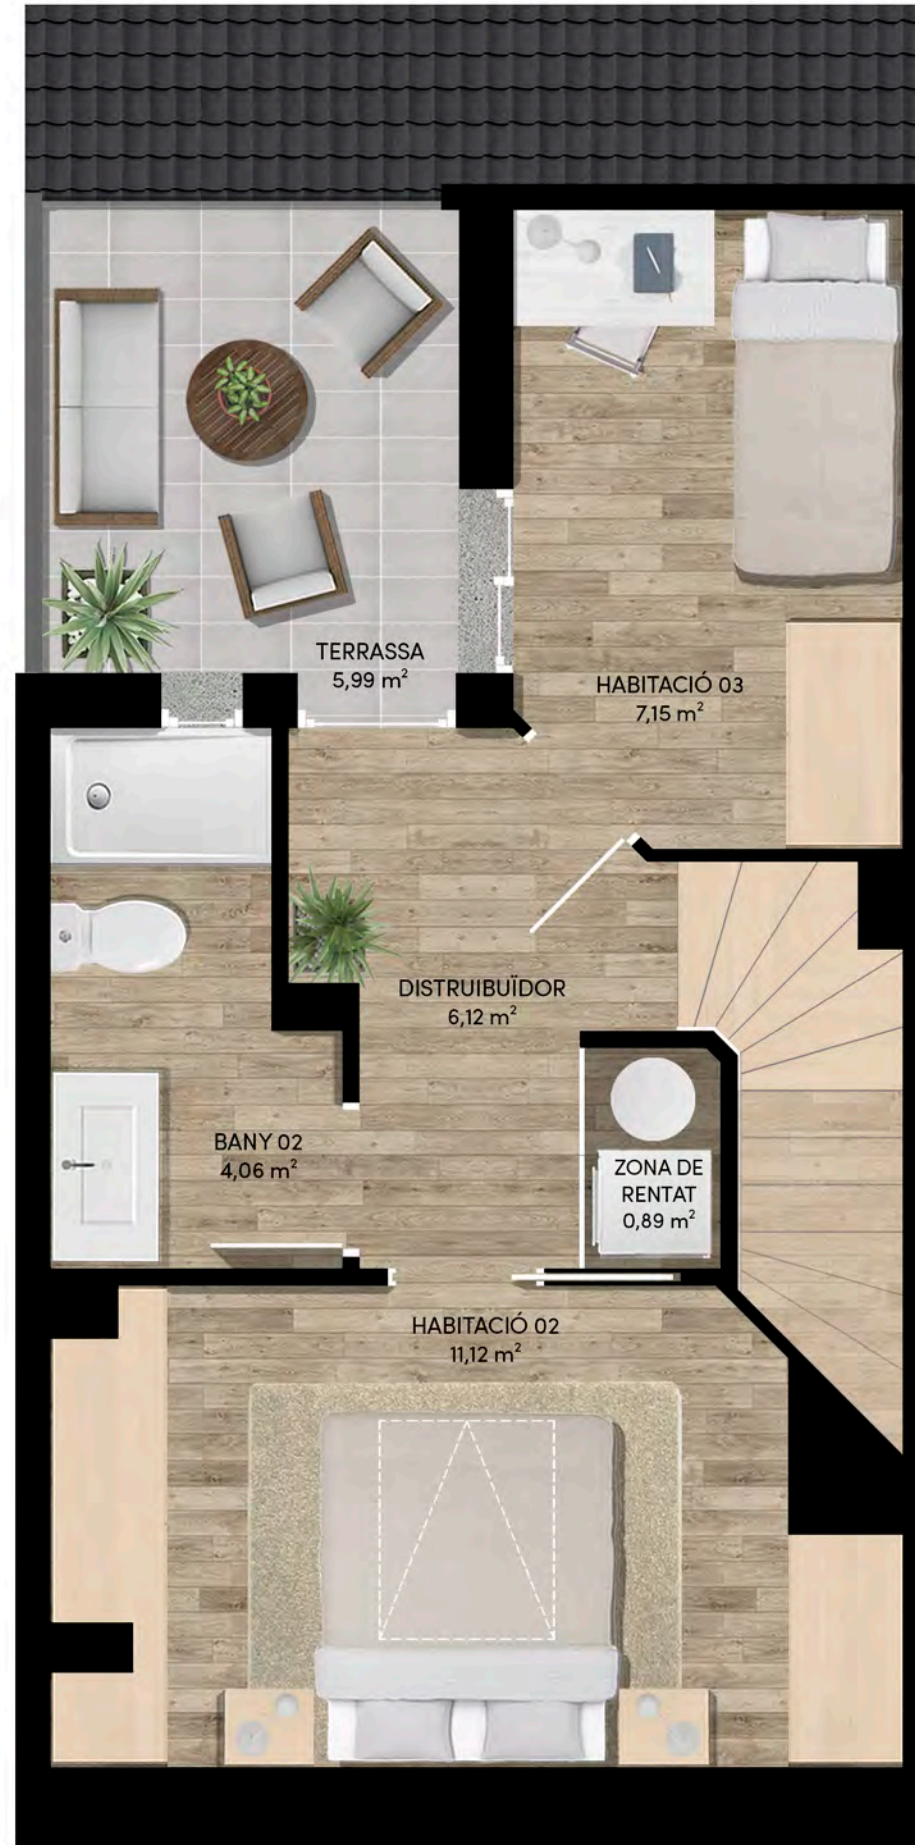 TERRASSA
5,99 m²
HABITACIÓ 03
7,15 m²
DISTRUIBUÏDOR
6,12 m²
BANY 02
4,06 m²
ZONA DE
RENTAT
0,89 m²
HABITACIÓ 02
11,12 m²